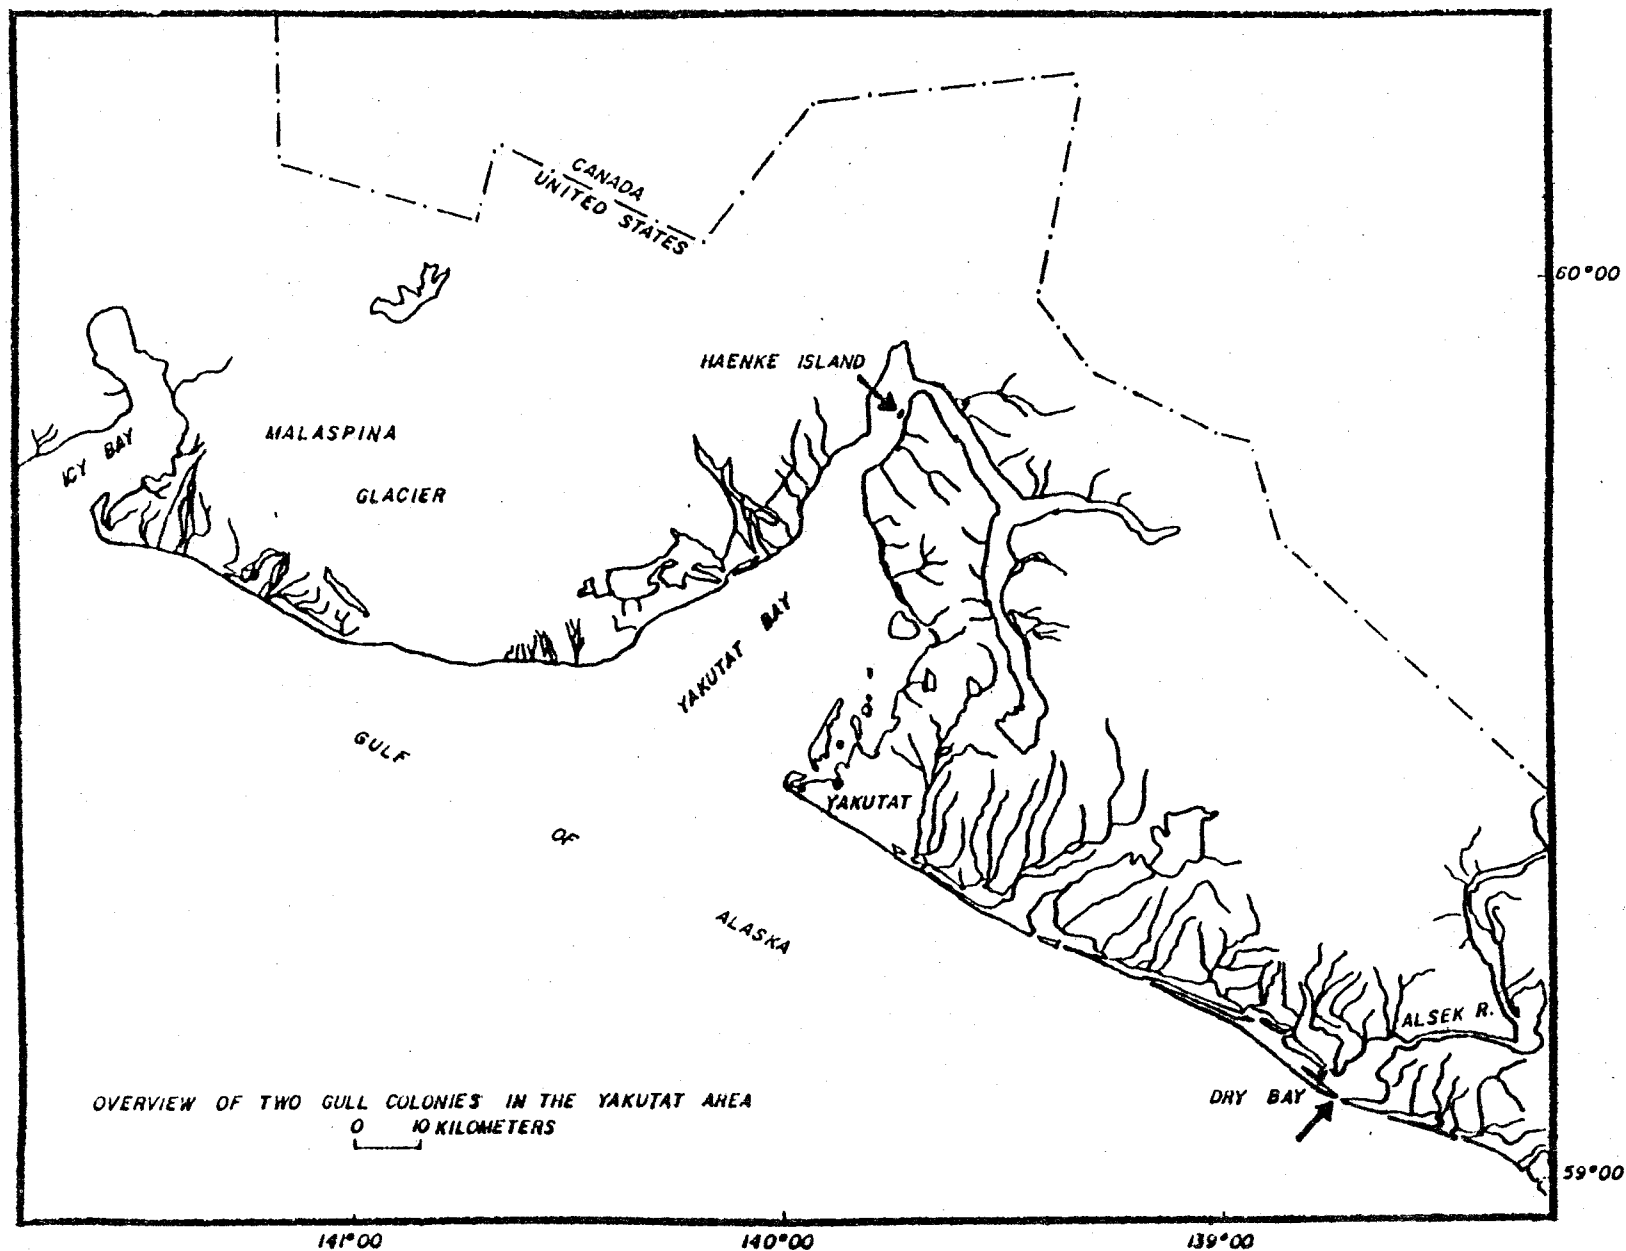 CANADA
UNITED STATES
60°00
HAENKE ISLAND
MALASPINA
GLACIER
ICY BAY
YAKUTAT BAY
GULF
OF
ALASKA
YAKUTAT
ALSEK R.
DRY BAY
OVERVIEW OF TWO GULL COLONIES IN THE YAKUTAT AREA
0 10 KILOMETERS
59°00
141°00 140°00 139°00